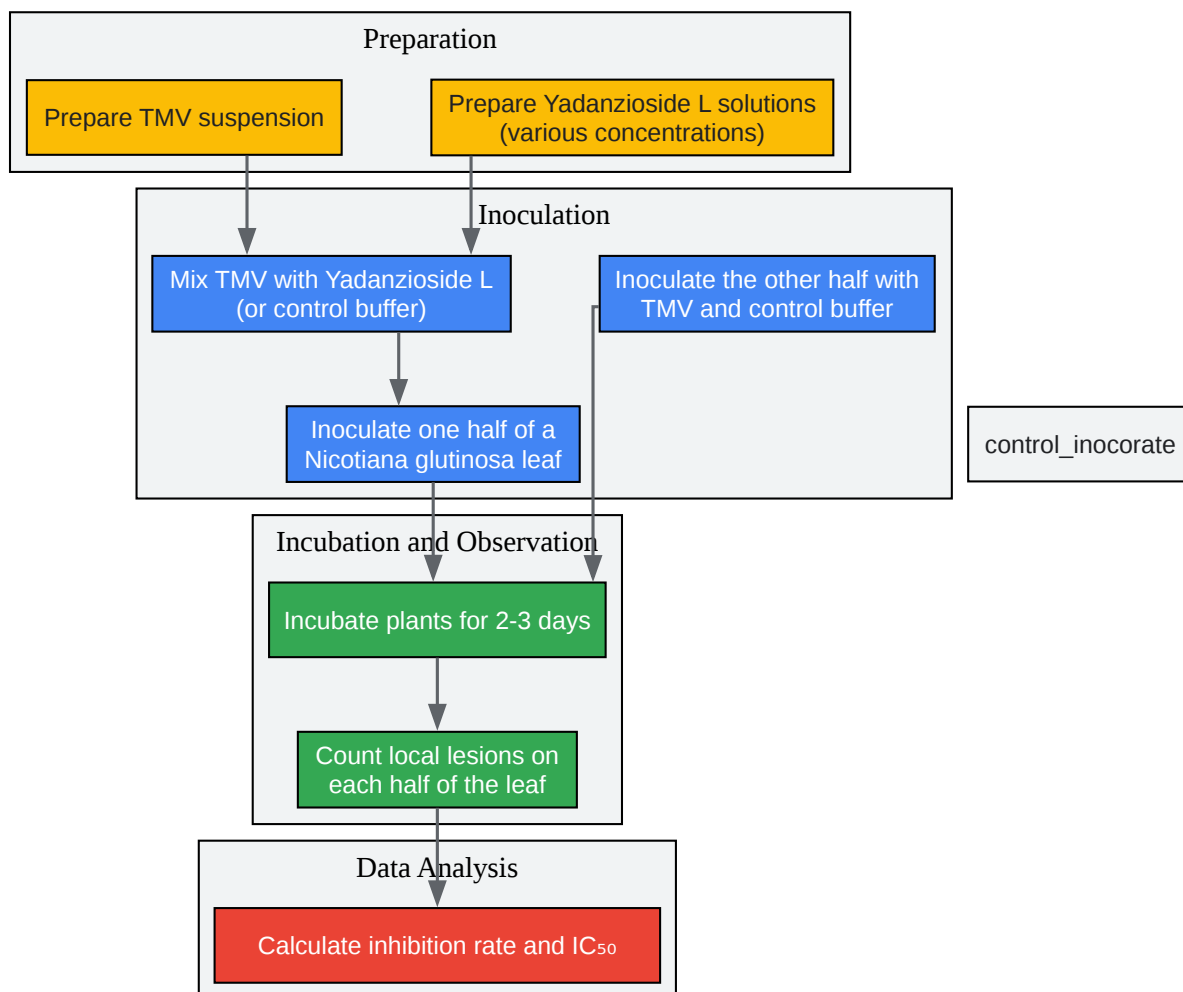 Preparation
Prepare TMV suspension
Prepare Yadanzioside L solutions
(various concentrations)
Inoculation
Mix TMV with Yadanzioside L
(or control buffer)
Inoculate the other half with
TMV and control buffer
Inoculate one half of a
Nicotiana glutinosa leaf
control_inocorate
Incubation and Observation
Incubate plants for 2-3 days
Count local lesions on
each half of the leaf
Data Analysis
Calculate inhibition rate and IC₅₀